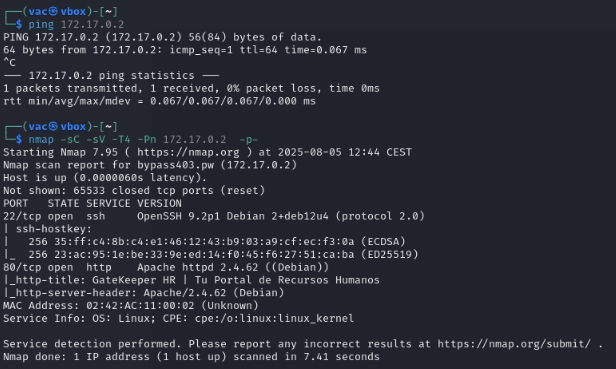 ┌──(vac㉿vbox)-[~]
└─$ ping 172.17.0.2
PING 172.17.0.2 (172.17.0.2) 56(84) bytes of data.
64 bytes from 172.17.0.2: icmp_seq=1 ttl=64 time=0.067 ms
^C
--- 172.17.0.2 ping statistics ---
1 packets transmitted, 1 received, 0% packet loss, time 0ms
rtt min/avg/max/mdev = 0.067/0.067/0.067/0.000 ms
┌──(vac㉿vbox)-[~]
└─$ nmap -sC -sV -T4 -Pn 172.17.0.2  -p-
Starting Nmap 7.95 ( https://nmap.org ) at 2025-08-05 12:44 CEST
Nmap scan report for bypass403.pw (172.17.0.2)
Host is up (0.0000060s latency).
Not shown: 65533 closed tcp ports (reset)
PORT   STATE SERVICE VERSION
22/tcp open  ssh     OpenSSH 9.2p1 Debian 2+deb12u4 (protocol 2.0)
| ssh-hostkey:
|   256 35:ff:c4:8b:c4:e1:46:12:43:b9:03:a9:cf:ec:f3:0a (ECDSA)
|_  256 23:ac:95:1e:be:33:9e:ed:14:f0:45:f6:27:51:ca:ba (ED25519)
80/tcp open  http    Apache httpd 2.4.62 ((Debian))
|_http-title: GateKeeper HR | Tu Portal de Recursos Humanos
|_http-server-header: Apache/2.4.62 (Debian)
MAC Address: 02:42:AC:11:00:02 (Unknown)
Service Info: OS: Linux; CPE: cpe:/o:linux:linux_kernel
Service detection performed. Please report any incorrect results at https://nmap.org/submit/ .
Nmap done: 1 IP address (1 host up) scanned in 7.41 seconds